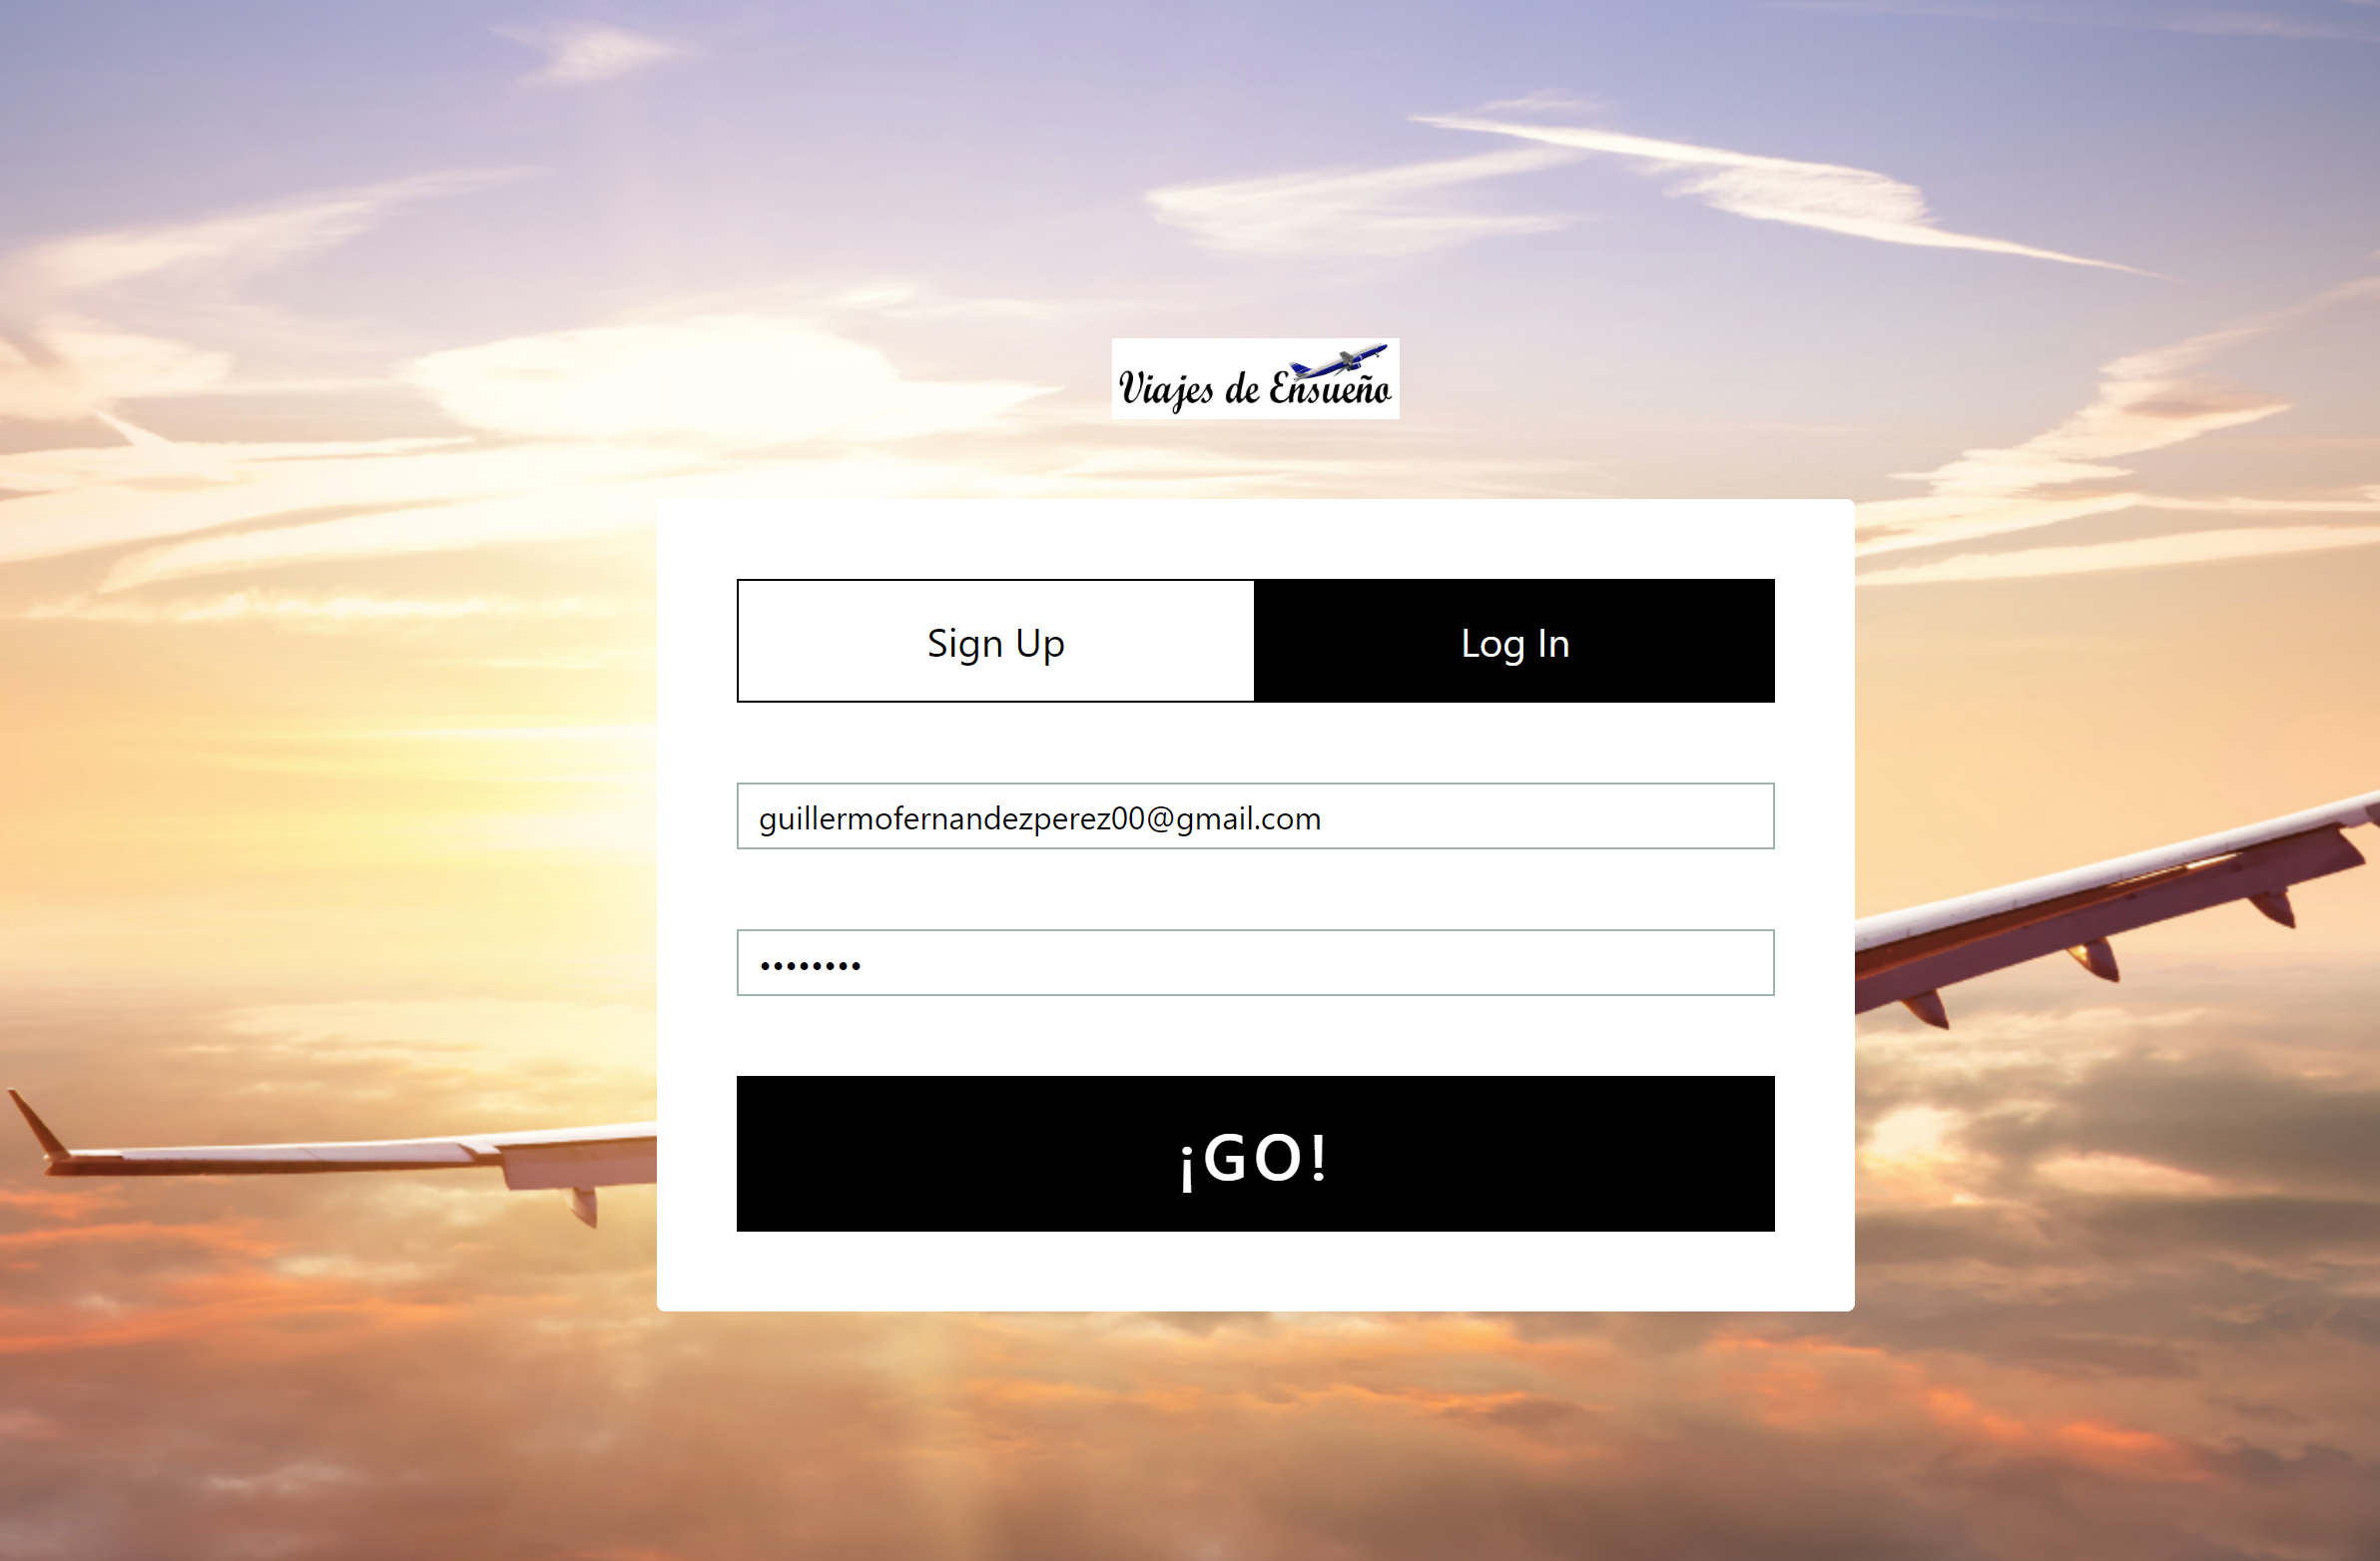 Viajes de Ensueño
Sign Up
Log In
guillermofernandezperez00@gmail.com
••••••••
¡GO!